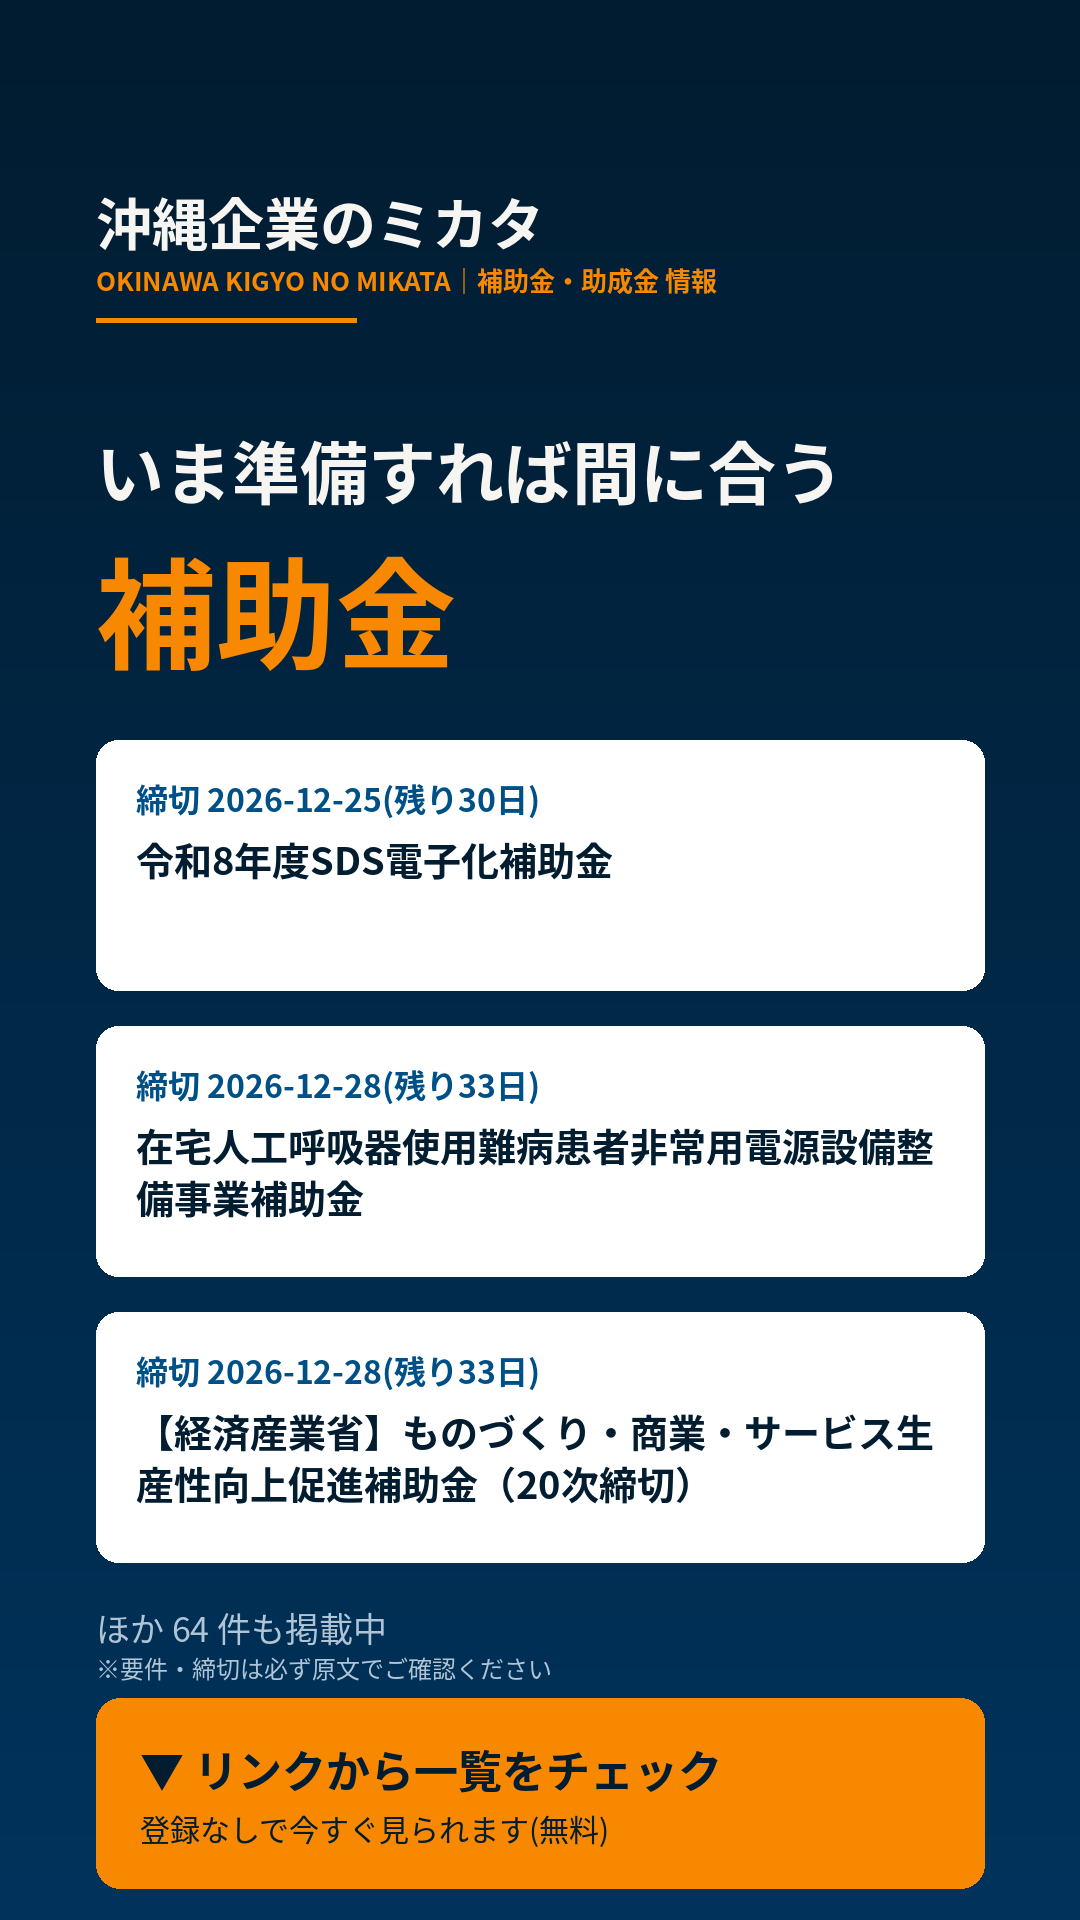 沖縄企業のミカタ
OKINAWA KIGYO NO MIKATA｜補助金・助成金 情報
いま準備すれば間に合う
補助金
締切 2026-12-25(残り30日)
令和8年度SDS電子化補助金
締切 2026-12-28(残り33日)
在宅人工呼吸器使用難病患者非常用電源設備整
備事業補助金
締切 2026-12-28(残り33日)
【経済産業省】ものづくり・商業・サービス生
産性向上促進補助金（20次締切）
ほか 64 件も掲載中
※要件・締切は必ず原文でご確認ください
▼ リンクから一覧をチェック
登録なしで今すぐ見られます(無料)